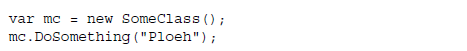 var mc = new SomeClass();
mc.DoSomething("Ploeh");